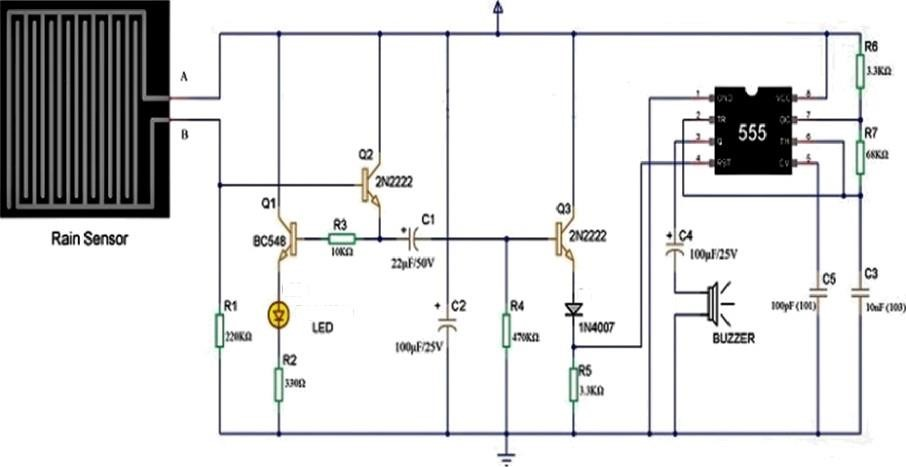 A
B
Rain Sensor
R1
220KΩ
Q1
BC548
LED
R2
330Ω
Q2
2N2222
R3
10KΩ
C1
22µF/50V
C2
100µF/25V
R4
470KΩ
Q3
2N2222
1N4007
R5
3.3KΩ
555
1
GND
2
TR
3
Q
4
RST
VCC
8
DC
7
TH
6
CV
5
C4
100µF/25V
BUZZER
R6
3.3KΩ
R7
68KΩ
C5
100pF (101)
C3
10nF (103)